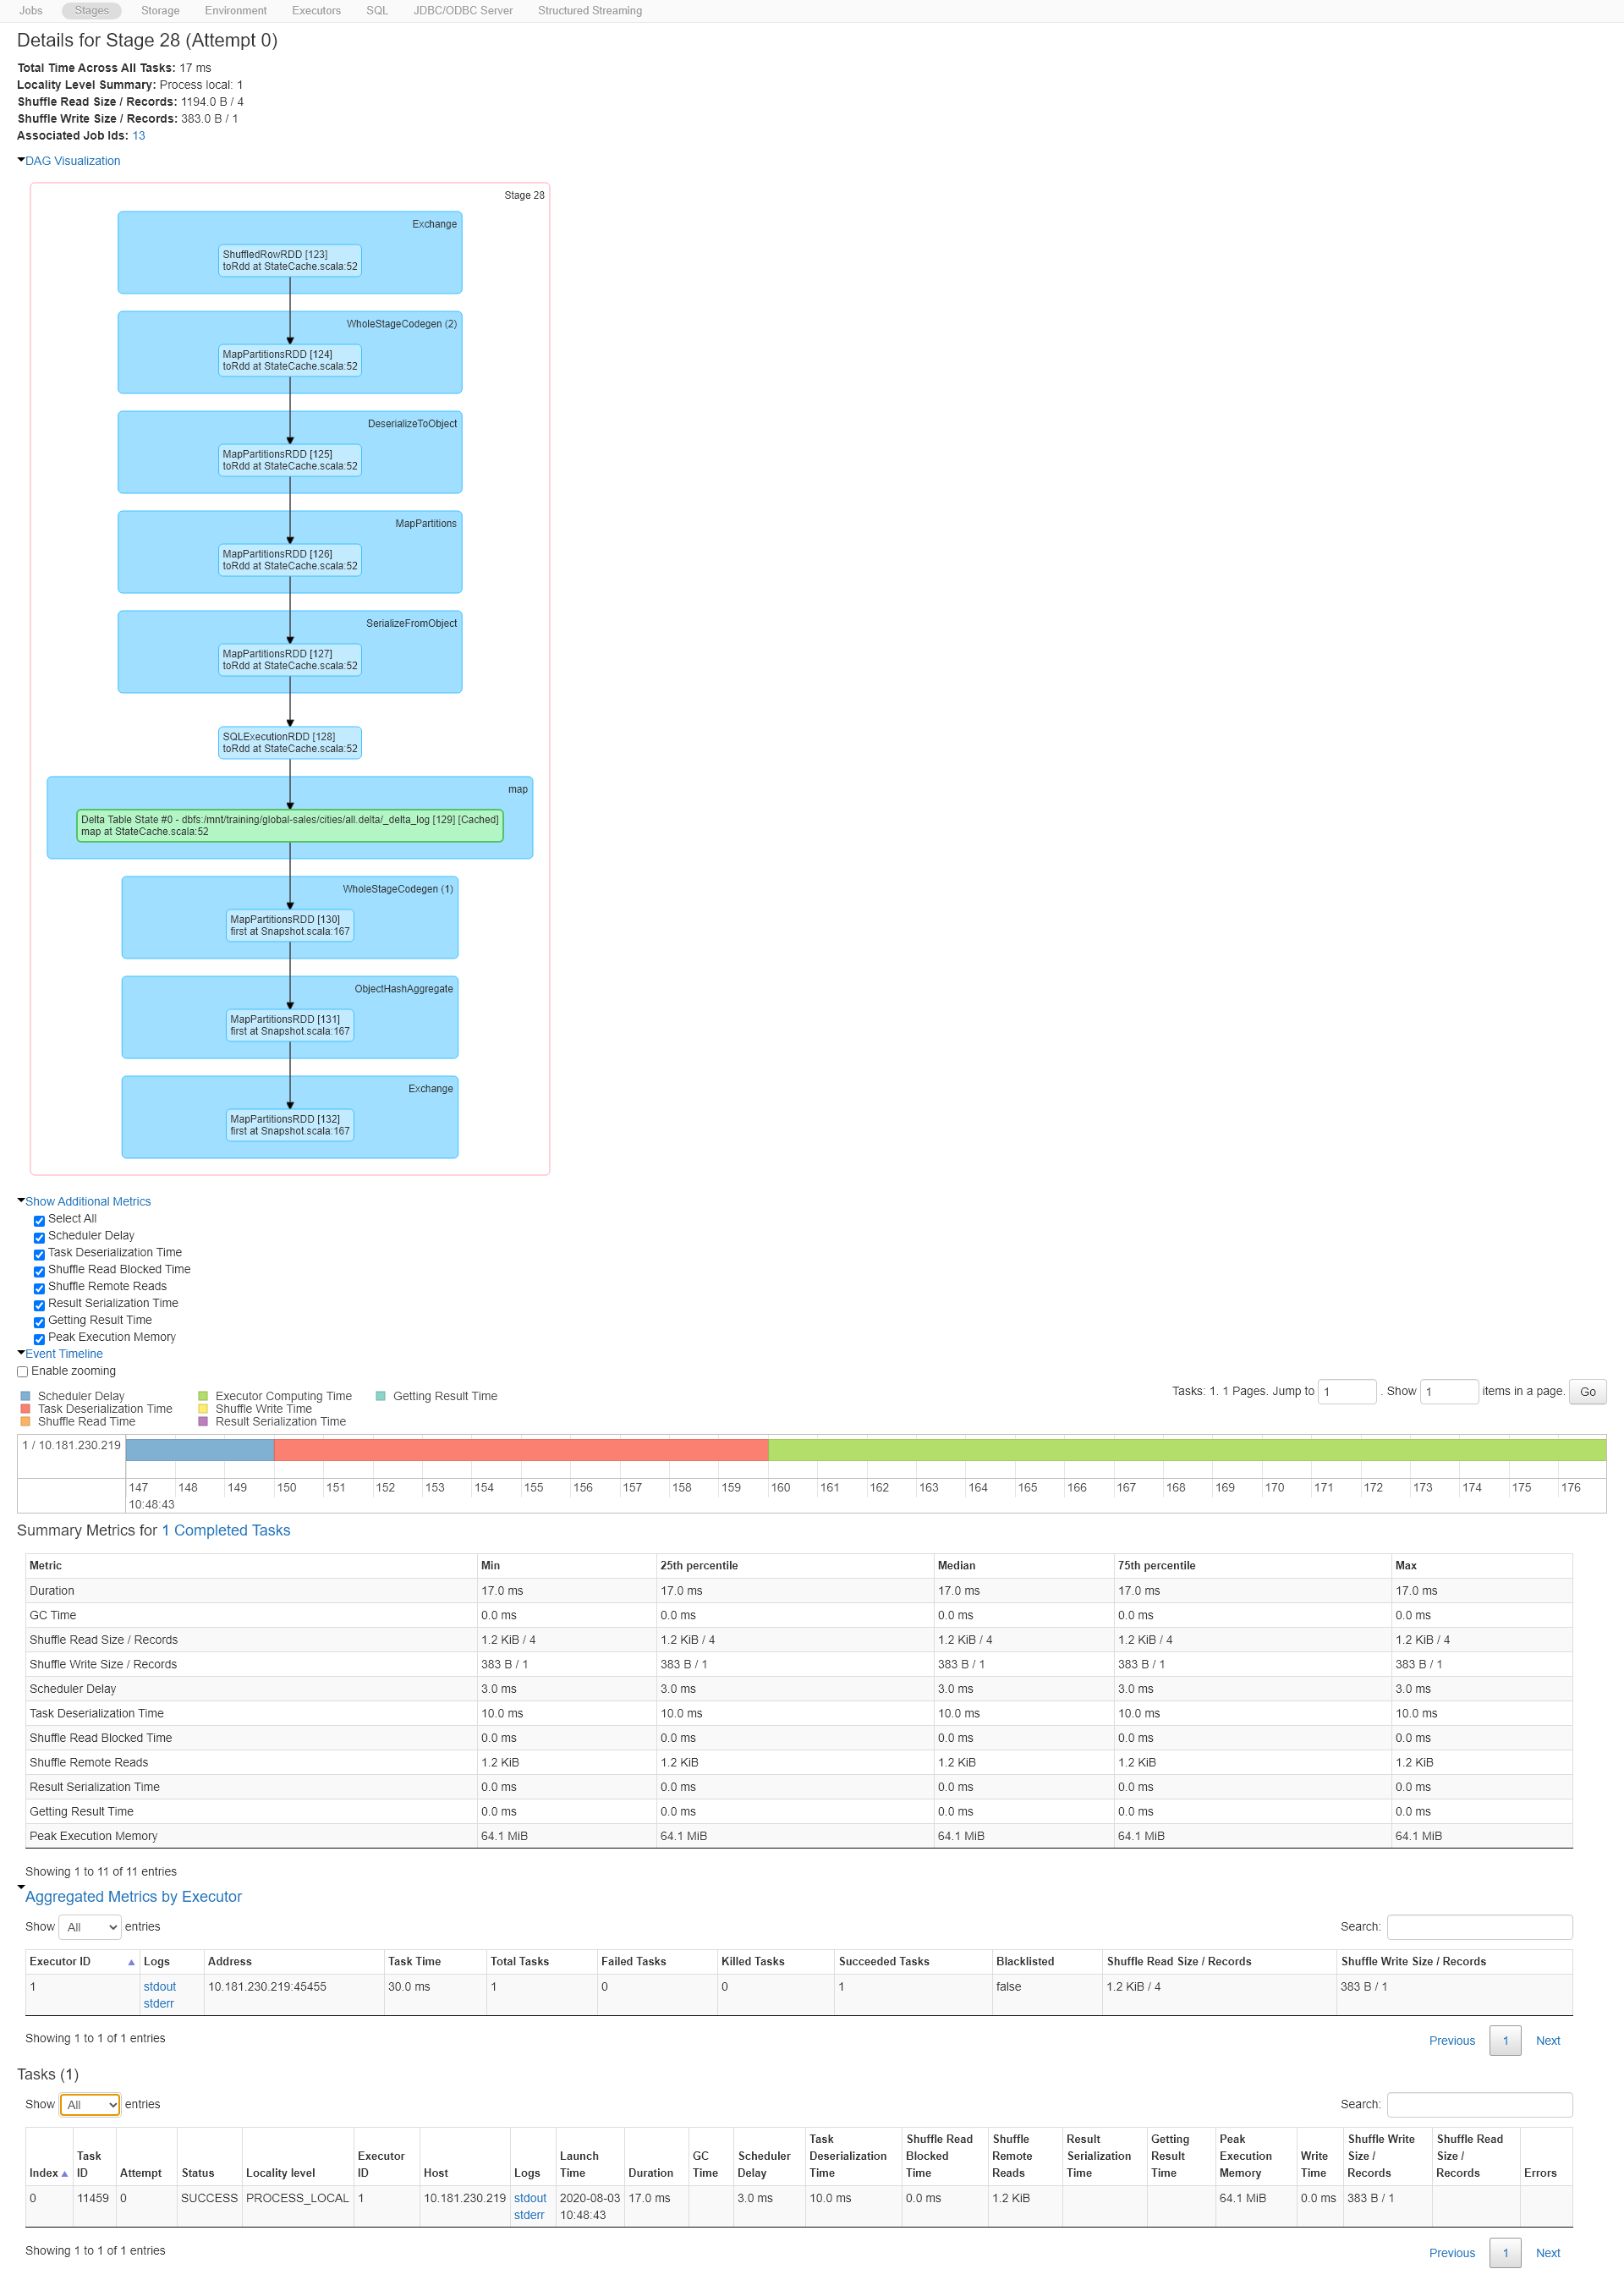 Jobs Stages Storage Environment Executors SQL JDBC/ODBC Server Structured Streaming
Details for Stage 28 (Attempt 0)
Total Time Across All Tasks: 17 ms
Locality Level Summary: Process local: 1
Shuffle Read Size / Records: 1194.0 B / 4
Shuffle Write Size / Records: 383.0 B / 1
Associated Job Ids: 13
DAG Visualization
Stage 28
Exchange
ShuffledRowRDD [123]
toRdd at StateCache.scala:52
WholeStageCodegen (2)
MapPartitionsRDD [124]
toRdd at StateCache.scala:52
DeserializeToObject
MapPartitionsRDD [125]
toRdd at StateCache.scala:52
MapPartitions
MapPartitionsRDD [126]
toRdd at StateCache.scala:52
SerializeFromObject
MapPartitionsRDD [127]
toRdd at StateCache.scala:52
SQLExecutionRDD [128]
toRdd at StateCache.scala:52
map
Delta Table State #0 - dbfs:/mnt/training/global-sales/cities/all.delta/_delta_log [129] [Cached]
map at StateCache.scala:52
WholeStageCodegen (1)
MapPartitionsRDD [130]
first at Snapshot.scala:167
ObjectHashAggregate
MapPartitionsRDD [131]
first at Snapshot.scala:167
Exchange
MapPartitionsRDD [132]
first at Snapshot.scala:167
Show Additional Metrics
Select All
Scheduler Delay
Task Deserialization Time
Shuffle Read Blocked Time
Shuffle Remote Reads
Result Serialization Time
Getting Result Time
Peak Execution Memory
Event Timeline
Enable zooming
Scheduler Delay Executor Computing Time Getting Result Time
Task Deserialization Time Shuffle Write Time
Shuffle Read Time Result Serialization Time
Tasks: 1. 1 Pages. Jump to 1 . Show 1 items in a page. Go
1 / 10.181.230.219
147 148 149 150 151 152 153 154 155 156 157 158 159 160 161 162 163 164 165 166 167 168 169 170 171 172 173 174 175 176
10:48:43
Summary Metrics for 1 Completed Tasks
Metric Min 25th percentile Median 75th percentile Max
Duration 17.0 ms 17.0 ms 17.0 ms 17.0 ms 17.0 ms
GC Time 0.0 ms 0.0 ms 0.0 ms 0.0 ms 0.0 ms
Shuffle Read Size / Records 1.2 KiB / 4 1.2 KiB / 4 1.2 KiB / 4 1.2 KiB / 4 1.2 KiB / 4
Shuffle Write Size / Records 383 B / 1 383 B / 1 383 B / 1 383 B / 1 383 B / 1
Scheduler Delay 3.0 ms 3.0 ms 3.0 ms 3.0 ms 3.0 ms
Task Deserialization Time 10.0 ms 10.0 ms 10.0 ms 10.0 ms 10.0 ms
Shuffle Read Blocked Time 0.0 ms 0.0 ms 0.0 ms 0.0 ms 0.0 ms
Shuffle Remote Reads 1.2 KiB 1.2 KiB 1.2 KiB 1.2 KiB 1.2 KiB
Result Serialization Time 0.0 ms 0.0 ms 0.0 ms 0.0 ms 0.0 ms
Getting Result Time 0.0 ms 0.0 ms 0.0 ms 0.0 ms 0.0 ms
Peak Execution Memory 64.1 MiB 64.1 MiB 64.1 MiB 64.1 MiB 64.1 MiB
Showing 1 to 11 of 11 entries
Aggregated Metrics by Executor
Show All entries Search:
Executor ID Logs Address Task Time Total Tasks Failed Tasks Killed Tasks Succeeded Tasks Blacklisted Shuffle Read Size / Records Shuffle Write Size / Records
1 stdout 10.181.230.219:45455 30.0 ms 1 0 0 1 false 1.2 KiB / 4 383 B / 1
stderr
Showing 1 to 1 of 1 entries
Previous 1 Next
Tasks (1)
Show All entries Search:
Index Task ID Attempt Status Locality level Executor ID Host Logs Launch Time Duration GC Time Scheduler Delay Task Deserialization Time Shuffle Read Blocked Time Shuffle Remote Reads Result Serialization Time Getting Result Time Peak Execution Memory Write Time Shuffle Write Size / Records Shuffle Read Size / Records Errors
0 11459 0 SUCCESS PROCESS_LOCAL 1 10.181.230.219 stdout 2020-08-03 17.0 ms 3.0 ms 10.0 ms 0.0 ms 1.2 KiB 64.1 MiB 0.0 ms 383 B / 1
stderr 10:48:43
Showing 1 to 1 of 1 entries
Previous 1 Next